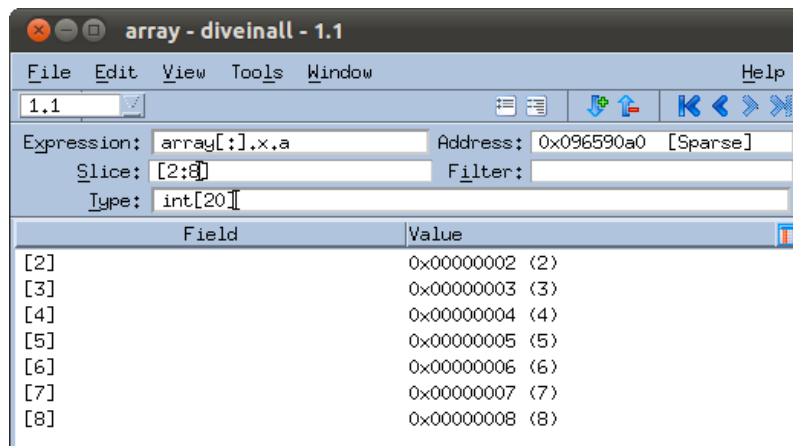 array - diveinall - 1.1
File Edit View Tools Window Help
1.1
Expression: array[:].x.a Address: 0x096590a0 [Sparse]
Slice: [2:8] Filter:
Type: int[20]
Field Value
[2] 0x00000002 (2)
[3] 0x00000003 (3)
[4] 0x00000004 (4)
[5] 0x00000005 (5)
[6] 0x00000006 (6)
[7] 0x00000007 (7)
[8] 0x00000008 (8)